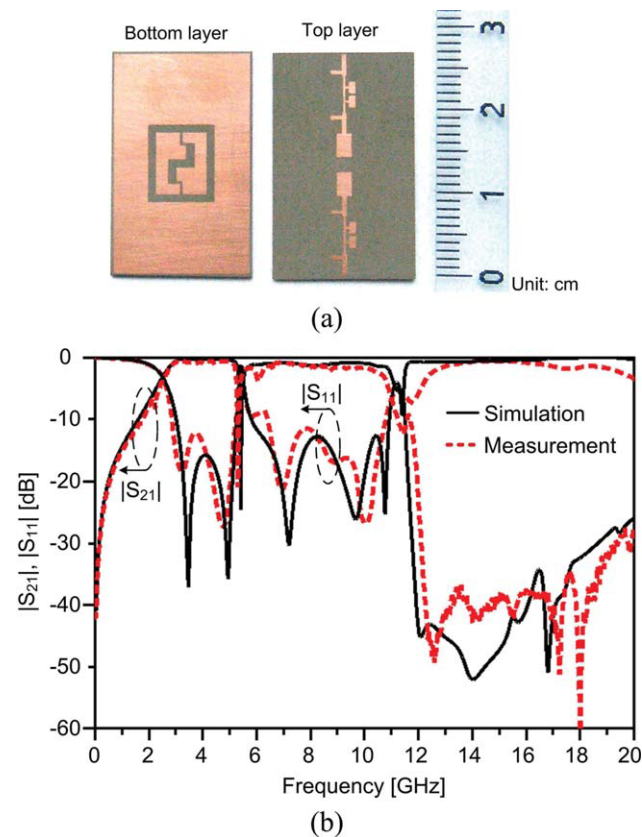 Bottom layer
Top layer
3
2
1
0
Unit: cm
(a)
|S21|, |S11| [dB]
0
-10
-20
-30
-40
-50
-60
|S21|
|S11|
Simulation
Measurement
0 2 4 6 8 10 12 14 16 18 20
Frequency [GHz]
(b)